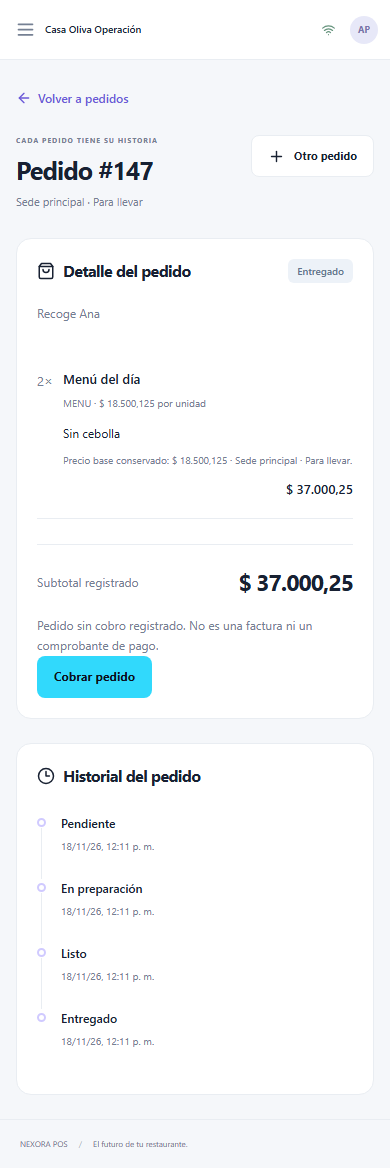 Casa Oliva Operación
AP
Volver a pedidos
CADA PEDIDO TIENE SU HISTORIA
Pedido #147
Otro pedido
Sede principal · Para llevar
Detalle del pedido
Entregado
Recoge Ana
2× Menú del día
MENU · $ 18.500,125 por unidad
Sin cebolla
Precio base conservado: $ 18.500,125 · Sede principal · Para llevar.
$ 37.000,25
Subtotal registrado $ 37.000,25
Pedido sin cobro registrado. No es una factura ni un
comprobante de pago.
Cobrar pedido
Historial del pedido
Pendiente
18/11/26, 12:11 p. m.
En preparación
18/11/26, 12:11 p. m.
Listo
18/11/26, 12:11 p. m.
Entregado
18/11/26, 12:11 p. m.
NEXORA POS / El futuro de tu restaurante.